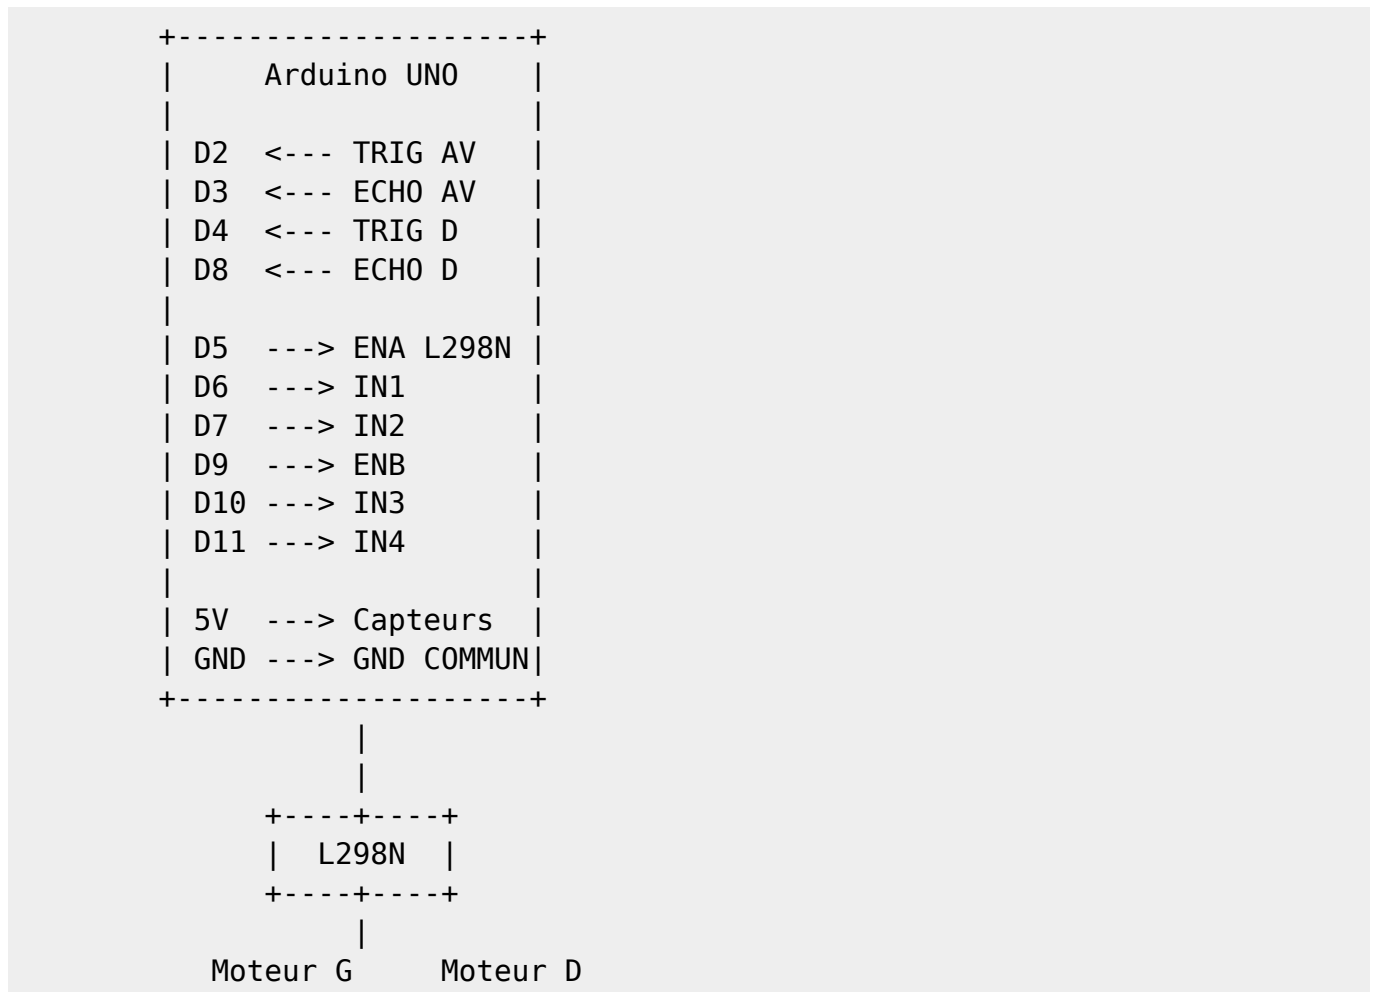 +--------------------+
|     Arduino UNO    |
|                    |
| D2  <--- TRIG AV   |
| D3  <--- ECHO AV   |
| D4  <--- TRIG D    |
| D8  <--- ECHO D    |
|                    |
| D5  ---> ENA L298N |
| D6  ---> IN1       |
| D7  ---> IN2       |
| D9  ---> ENB       |
| D10 ---> IN3       |
| D11 ---> IN4       |
|                    |
| 5V  ---> Capteurs  |
| GND ---> GND COMMUN|
+--------------------+
           |
           |
      +----+----+
      |  L298N  |
      +----+----+
           |
   Moteur G     Moteur D